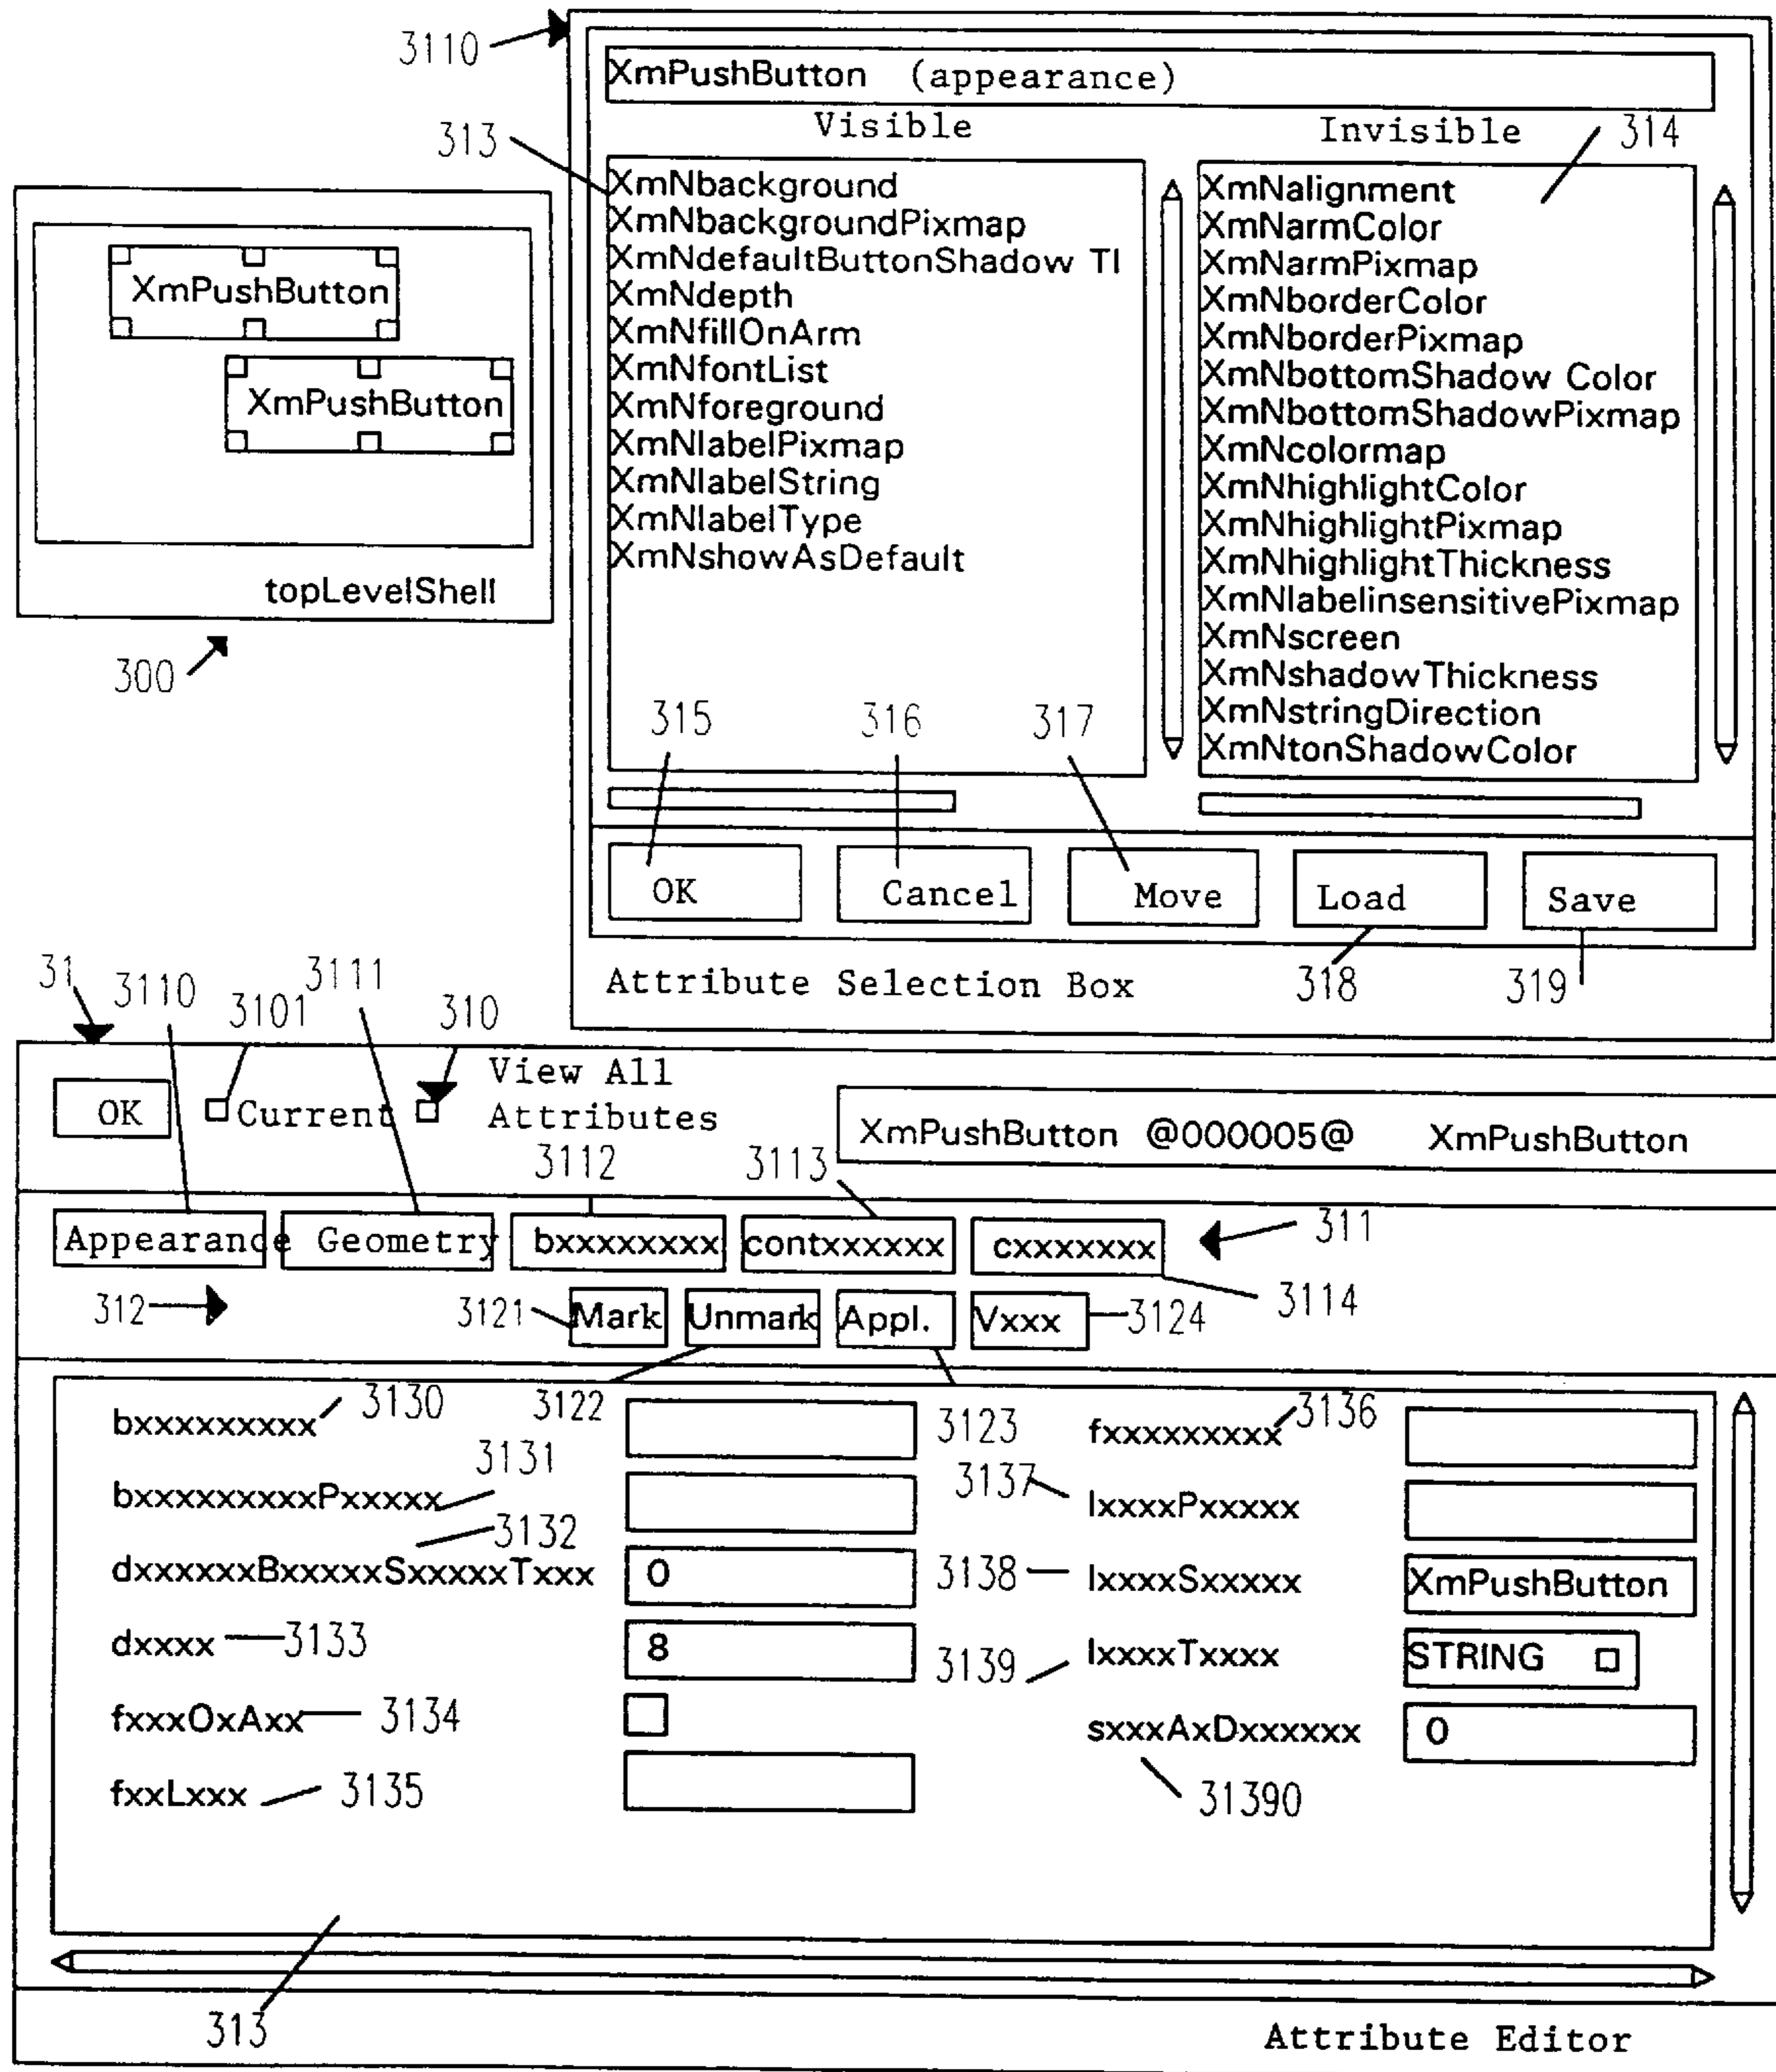 3110
XmPushButton (appearance)
Visible
Invisible
314
313
XmNbackground
XmNbackgroundPixmap
XmNdefaultButtonShadow TI
XmNdepth
XmNfillOnArm
XmNfontList
XmNforeground
XmNlabelPixmap
XmNlabelString
XmNlabelType
XmNshowAsDefault
XmNalignment
XmNarmColor
XmNarmPixmap
XmNborderColor
XmNborderPixmap
XmNbottomShadow Color
XmNbottomShadowPixmap
XmNcolormap
XmNhighlightColor
XmNhighlightPixmap
XmNhighlightThickness
XmNlabelinsensitivePixmap
XmNscreen
XmNshadowThickness
XmNstringDirection
XmNtonShadowColor
XmPushButton
XmPushButton
topLevelShell
300
315 316 317
OK Cancel Move Load Save
Attribute Selection Box
318 319
31 3110 3101 3111 310
OK Current View All
Attributes
XmPushButton @000005@ XmPushButton
3112 3113
Appearance Geometry bxxxxxxxx contxxxxxx cxxxxxxx 311
312 3121 Mark Unmark Appl. Vxxx 3124 3114
bxxxxxxxxx 3130 3122 3123 fxxxxxxxxx 3136
3131 3137
bxxxxxxxxxPxxxxx lxxxxPxxxxx
3132
dxxxxxxBxxxxxSxxxxxTxxx 0 3138 lxxxxSxxxxx XmPushButton
dxxxx 3133 8 3139 lxxxxTxxxx STRING
fxxxOxAxx 3134 sxxxAxDxxxxxx 0
fxxLxxx 3135 31390
313
Attribute Editor